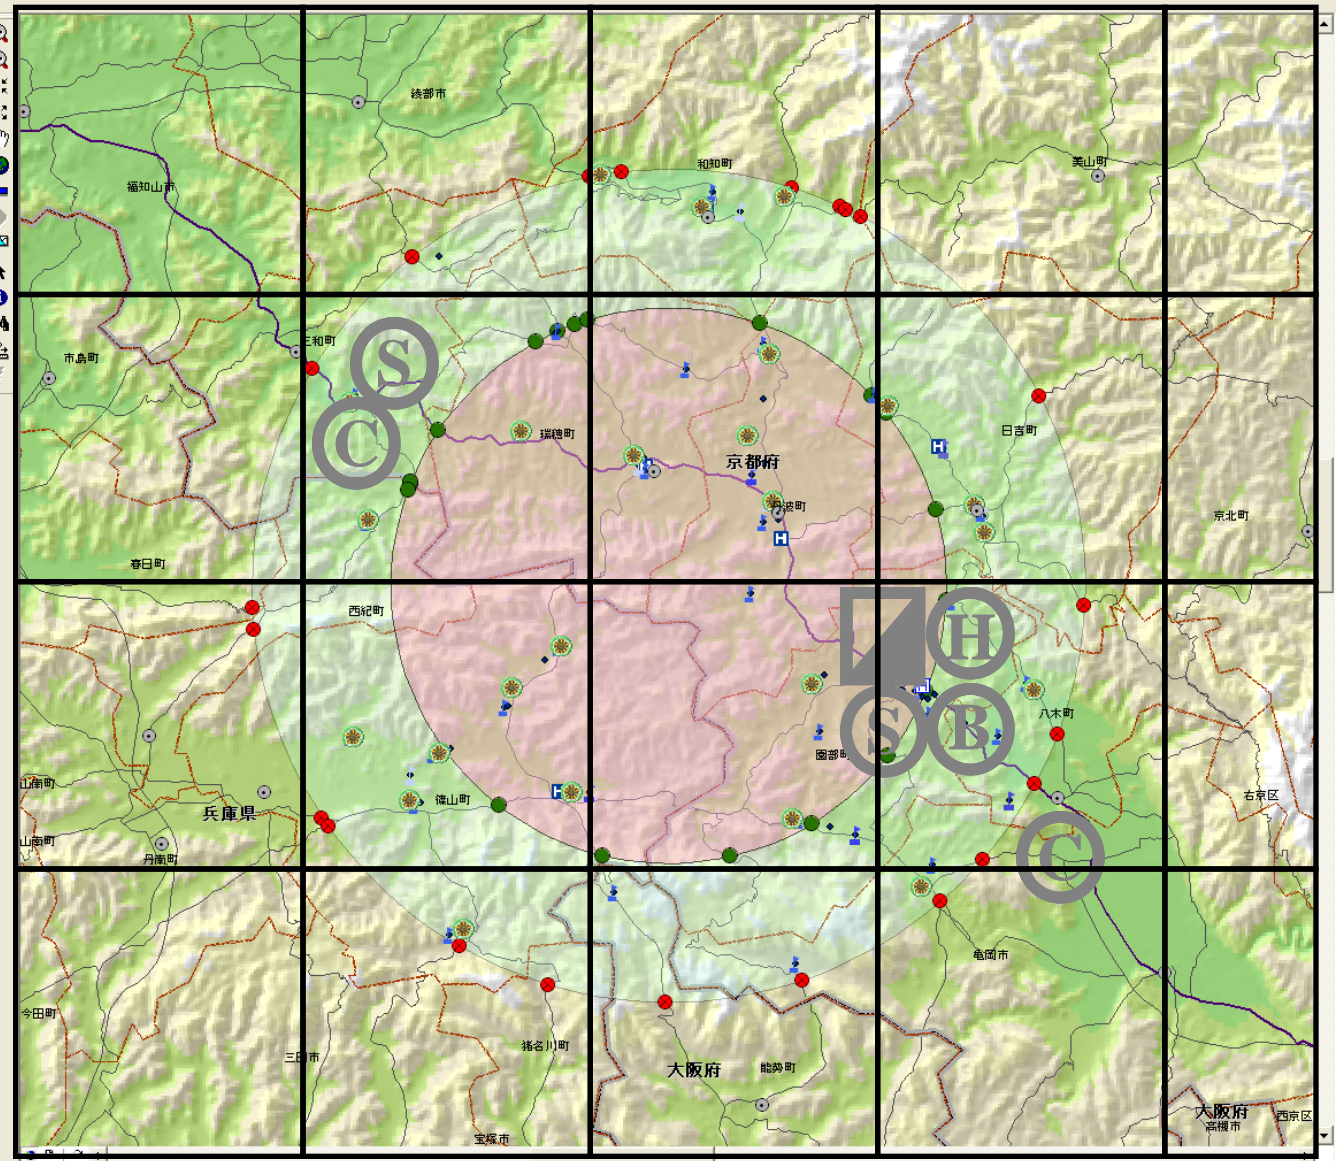 綾部市
和知町
美山町
福知山市
三和町
S
市島町
C
瑞穂町
日吉町
H
京都府
丹波町
京北町
H
春日町
西紀町
H
S
B
八木町
園部町
山南町
篠山町
H
右京区
兵庫県
山南町
丹南町
C
亀岡市
今田町
猪名川町
三田市
大阪府
能勢町
大阪府
高槻市
西京区
宝塚市